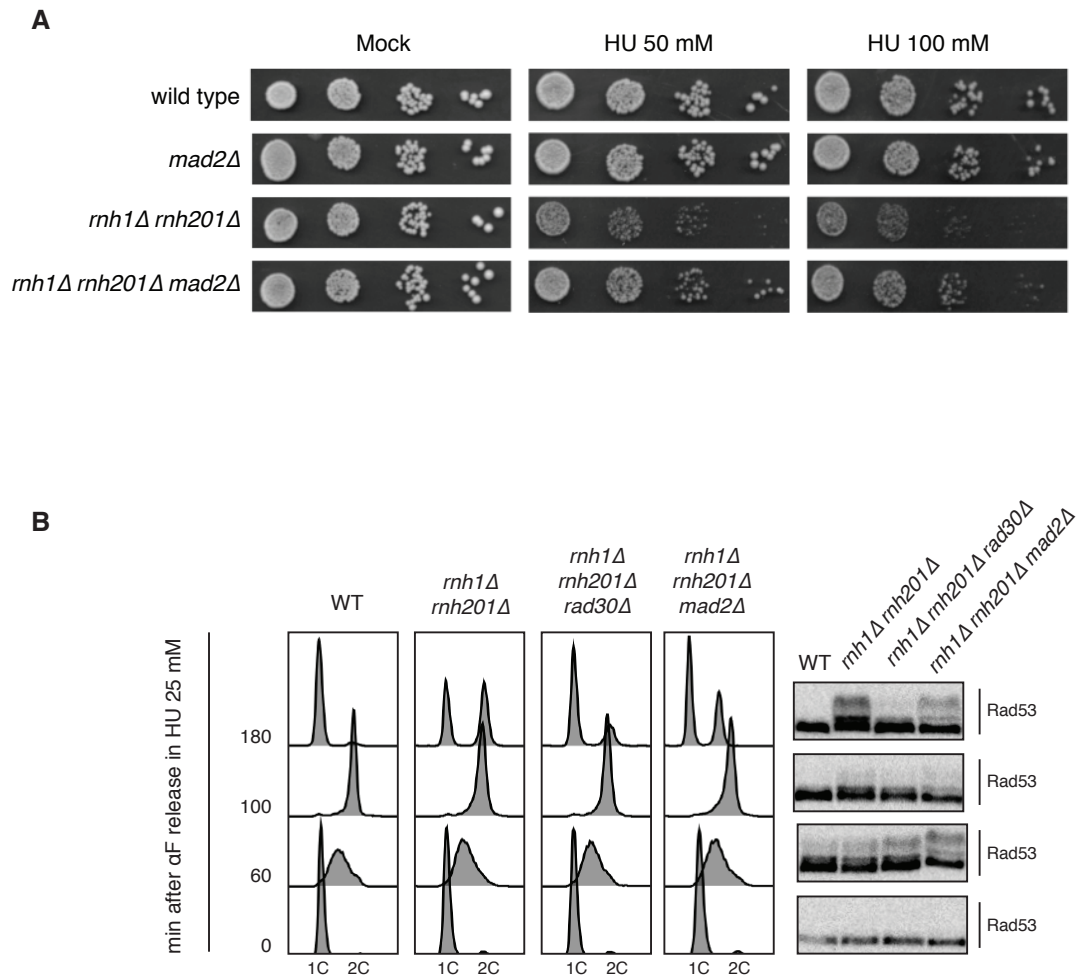 A
Mock
HU 50 mM
HU 100 mM
wild type
mad2Δ
rnh1Δ rnh201Δ
rnh1Δ rnh201Δ mad2Δ
B
WT
rnh1Δ
rnh201Δ
rnh1Δ
rnh201Δ
rad30Δ
rnh1Δ
rnh201Δ
mad2Δ
WT
rnh1Δ rnh201Δ
rnh1Δ rnh201Δ rad30Δ
rnh1Δ rnh201Δ mad2Δ
min after αF release in HU 25 mM
180
100
60
0
1C 2C
1C 2C
1C 2C
1C 2C
Rad53
Rad53
Rad53
Rad53